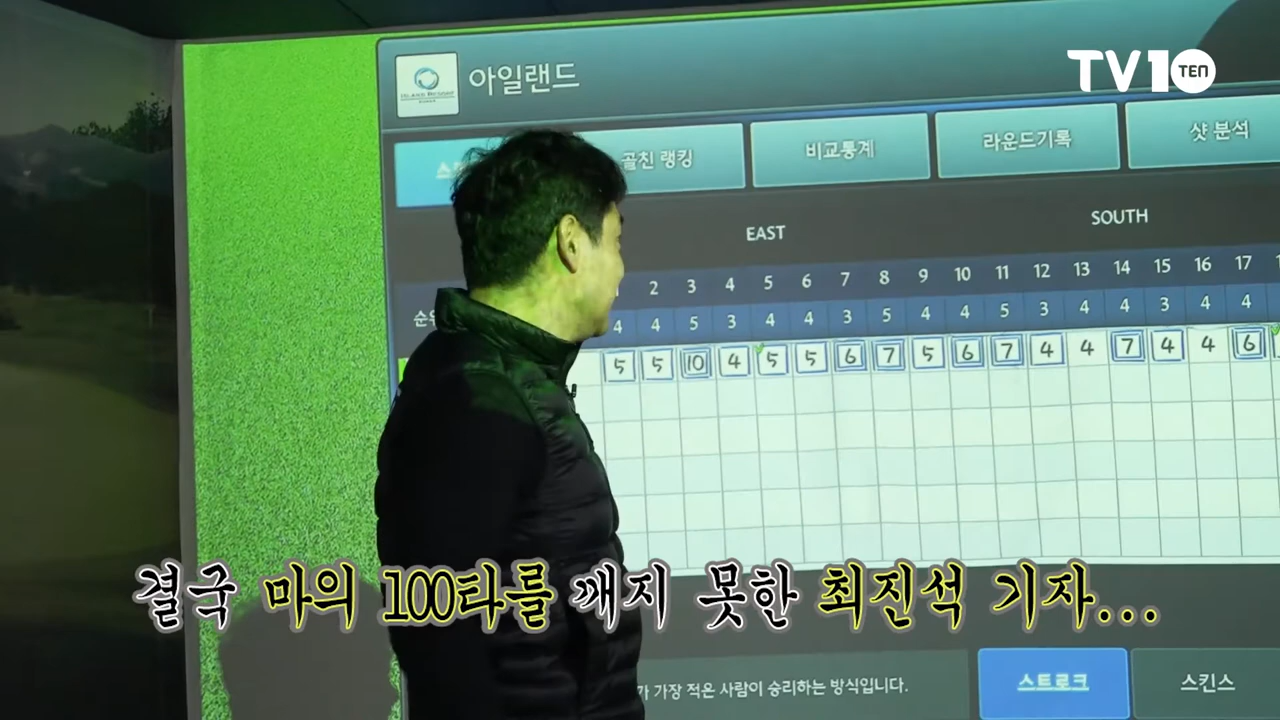 TV10 TEN
아일랜드
골친 랭킹 비교통계 라운드기록 샷 분석
EAST SOUTH
2 3 4 5 6 7 8 9 10 11 12 13 14 15 16 17
4 4 5 3 4 4 3 5 4 4 5 3 4 4 3 4 4
5 5 10 4 5 5 6 7 5 6 7 4 4 7 4 4 6
결국 마의 100타를 깨지 못한 최진석 기자...
가 가장 적은 사람이 승리하는 방식입니다.
스트로크 스킨스